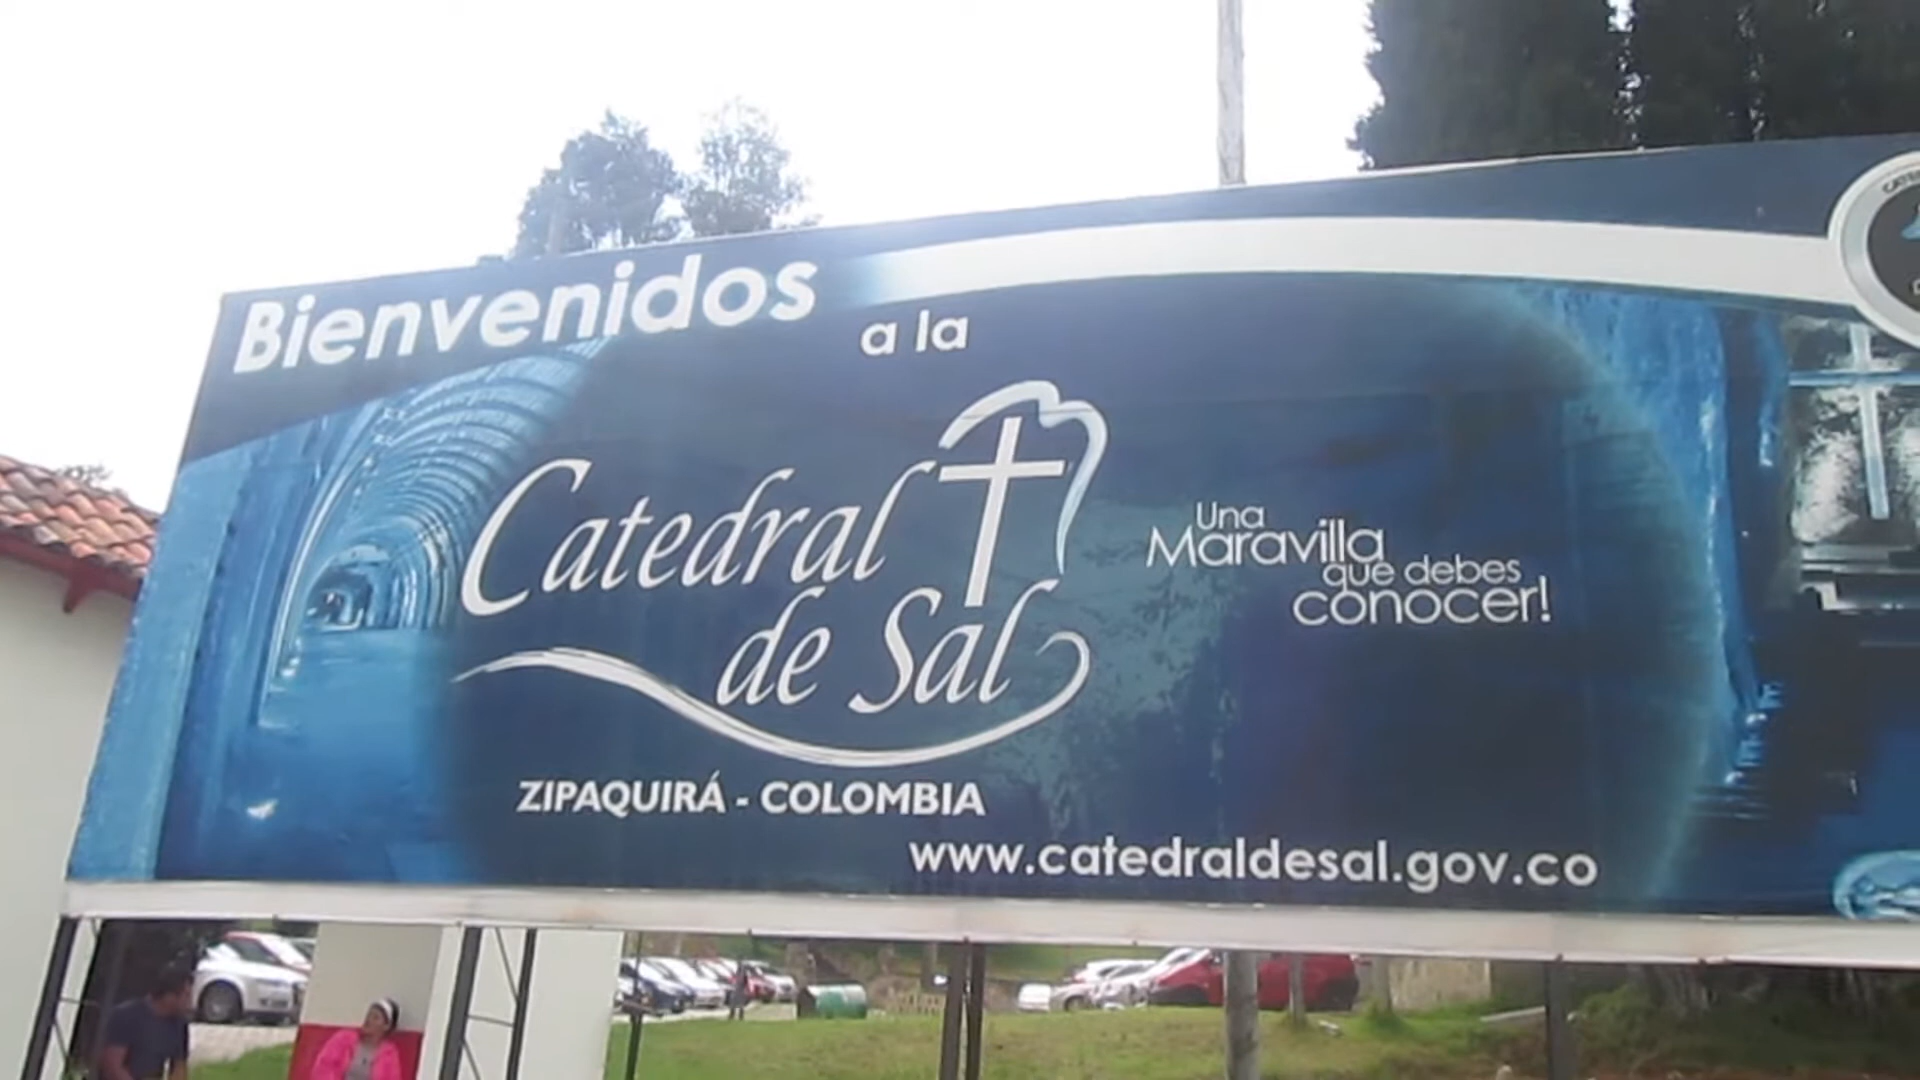 Bienvenidos
a la
Catedral
de Sal
Una
Maravilla
que debes
conocer!
ZIPAQUIRÁ - COLOMBIA
www.catedraldesal.gov.co